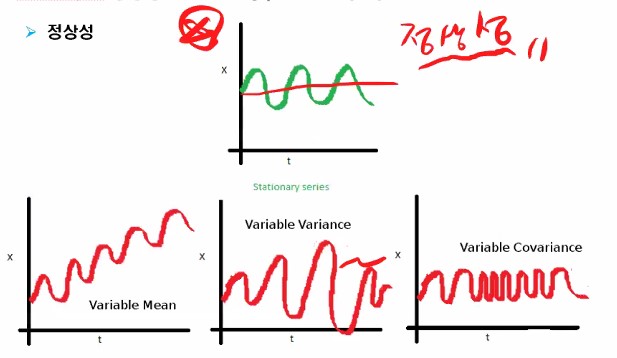 정상성
정상성
x
t
Stationary series
x
Variable Mean
t
x
Variable Variance
t
x
Variable Covariance
t